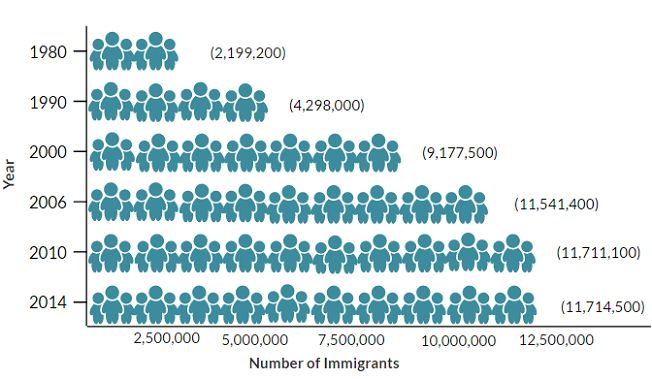 1980 (2,199,200)
1990 (4,298,000)
2000 (9,177,500)
2006 (11,541,400)
2010 (11,711,100)
2014 (11,714,500)
Year
2,500,000 5,000,000 7,500,000 10,000,000 12,500,000
Number of Immigrants